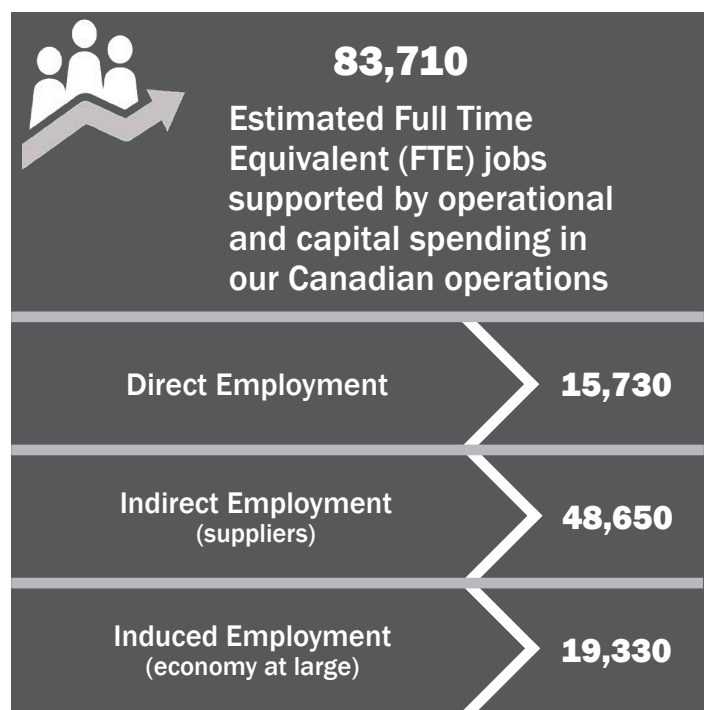 83,710
Estimated Full Time
Equivalent (FTE) jobs
supported by operational
and capital spending in
our Canadian operations
Direct Employment
15,730
Indirect Employment
(suppliers)
48,650
Induced Employment
(economy at large)
19,330